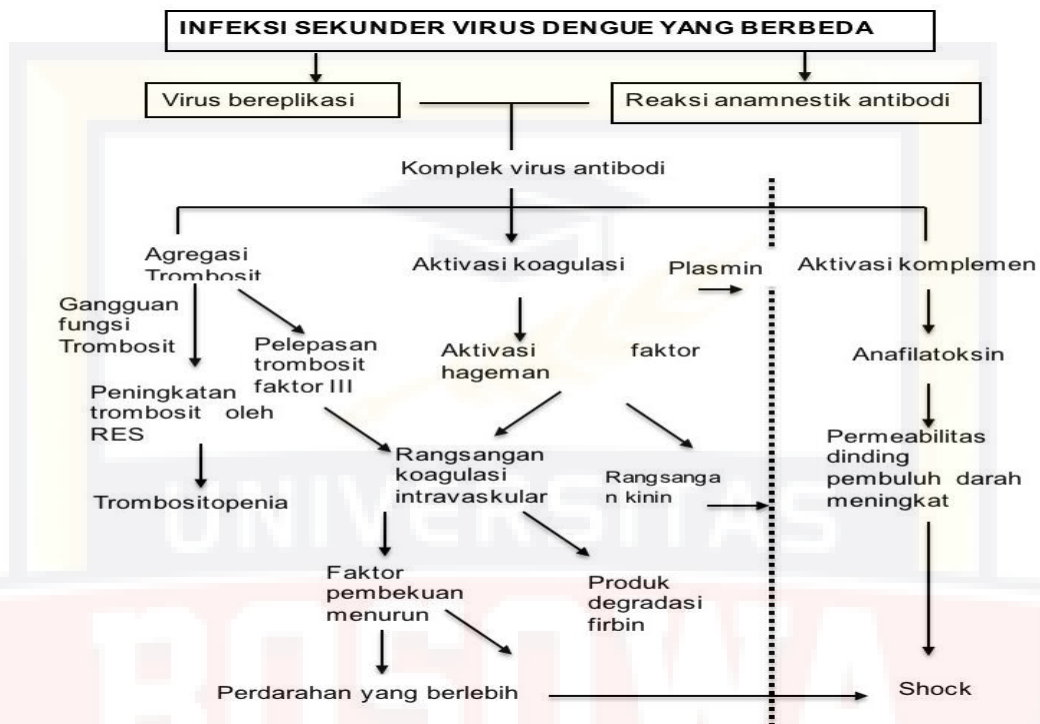 INFEKSI SEKUNDER VIRUS DENGUE YANG BERBEDA
Virus bereplikasi
Reaksi anamnestik antibodi
Komplek virus antibodi
Agregasi
Trombosit
Aktivasi koagulasi
Plasmin
Aktivasi komplemen
Gangguan
fungsi
Trombosit
Pelepasan
trombosit
faktor III
Aktivasi faktor
hageman
Anafilatoksin
Peningkatan
trombosit oleh
RES
Rangsangan
koagulasi
intravaskular
Rangsanga
n kinin
Permeabilitas
dinding
pembuluh darah
meningkat
Trombositopenia
Faktor
pembekuan
menurun
Produk
degradasi
firbin
Perdarahan yang berlebih
Shock
UNIVERSITAS
BOSOWA